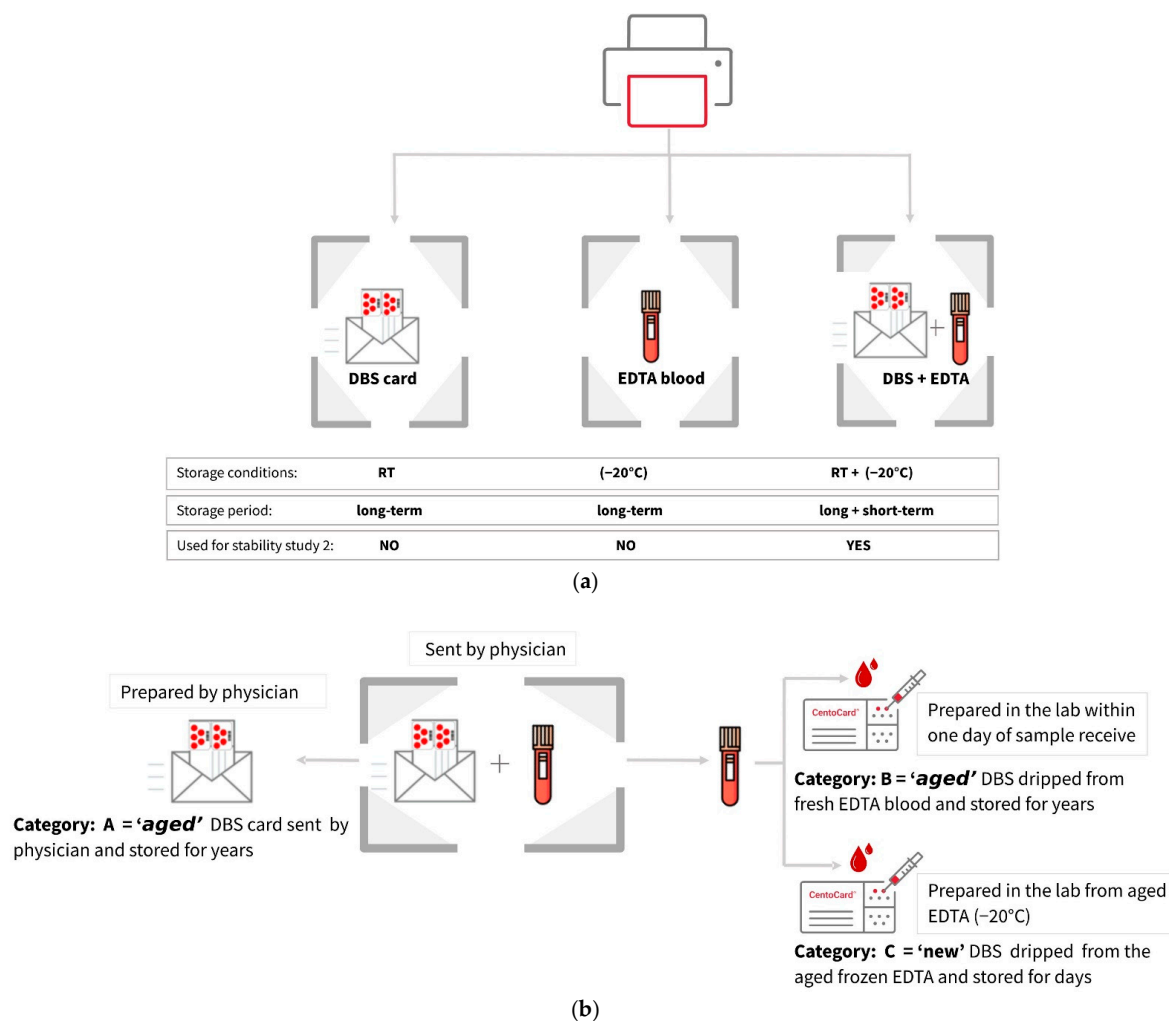 DBS card
EDTA blood
DBS + EDTA
Storage conditions: RT (−20°C) RT + (−20°C)
Storage period: long-term long-term long + short-term
Used for stability study 2: NO NO YES
(a)
Sent by physician
Prepared by physician
+
Category: A = ‘aged’ DBS card sent by
physician and stored for years
CentoCard™
Prepared in the lab within
one day of sample receive
Category: B = ‘aged’ DBS dripped from
fresh EDTA blood and stored for years
CentoCard™
Prepared in the lab from aged
EDTA (−20°C)
Category: C = ‘new’ DBS dripped from the
aged frozen EDTA and stored for days
(b)